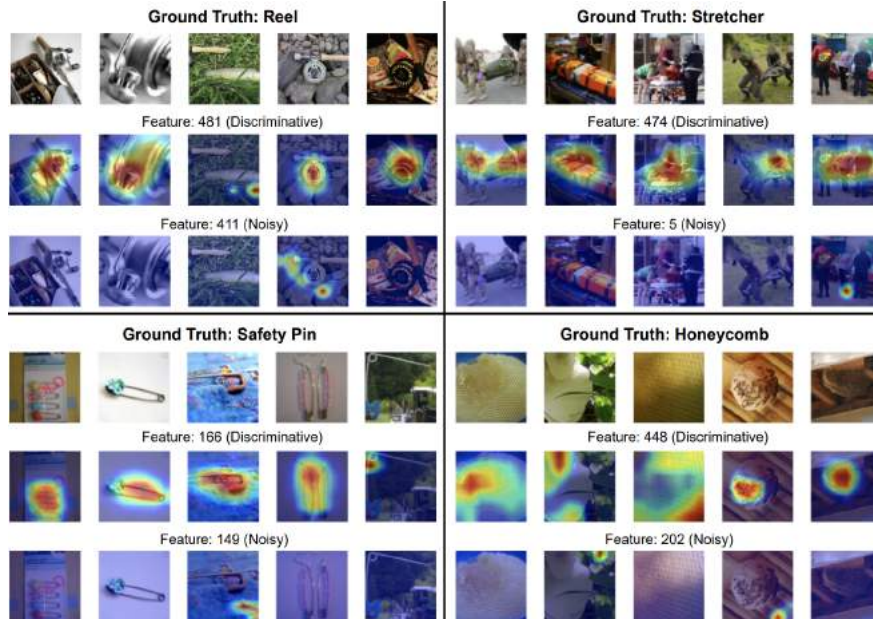 Ground Truth: Reel
Feature: 481 (Discriminative)
Feature: 411 (Noisy)
Ground Truth: Stretcher
Feature: 474 (Discriminative)
Feature: 5 (Noisy)
Ground Truth: Safety Pin
Feature: 166 (Discriminative)
Feature: 149 (Noisy)
Ground Truth: Honeycomb
Feature: 448 (Discriminative)
Feature: 202 (Noisy)